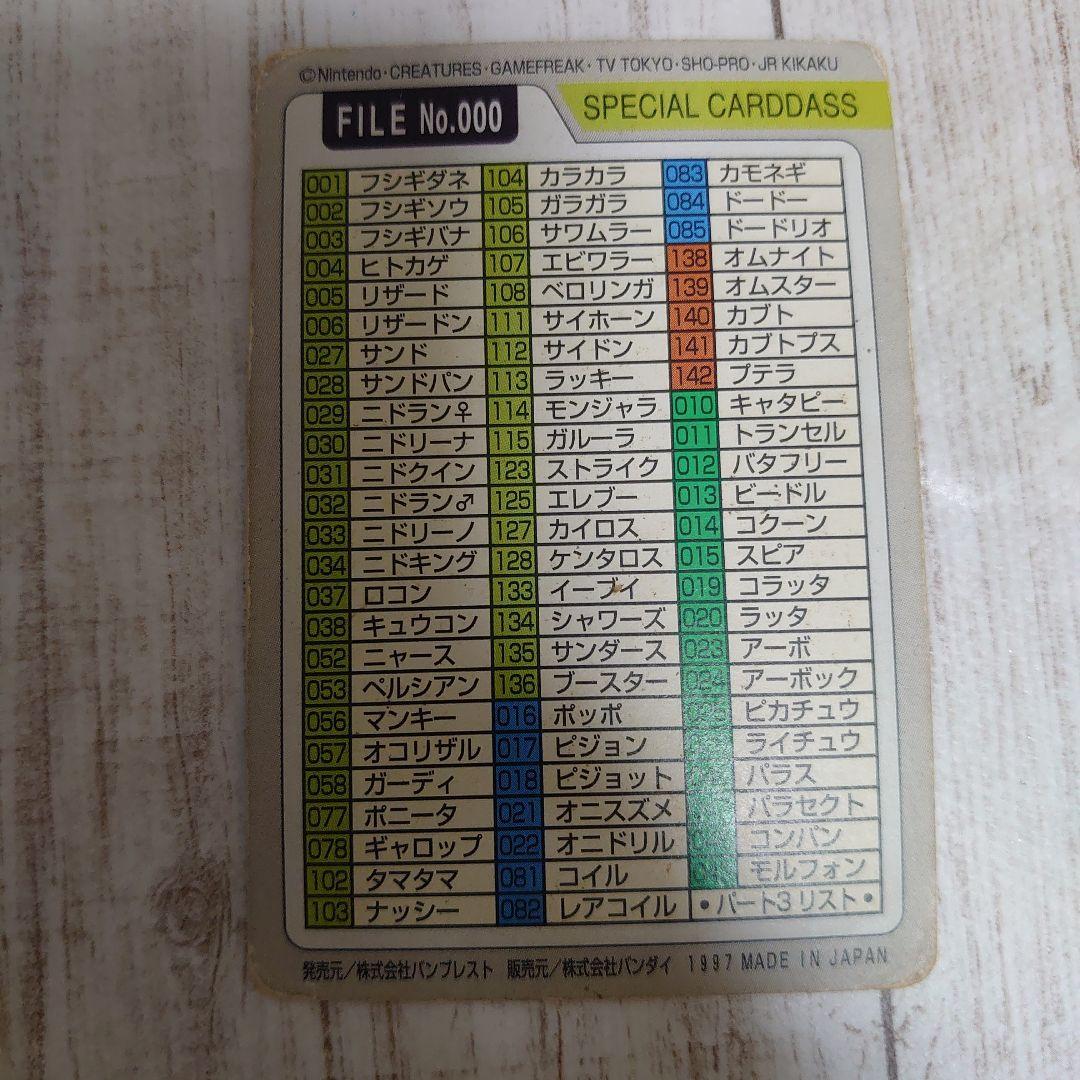 ©Nintendo・CREATURES・GAMEFREAK・TV TOKYO・SHO-PRO・JR KIKAKU
FILE No.000
SPECIAL CARDDASS
001 フシギダネ 104 カラカラ 083 カモネギ
002 フシギソウ 105 ガラガラ 084 ドードー
003 フシギバナ 106 サワムラー 085 ドードリオ
004 ヒトカゲ 107 エビワラー 138 オムナイト
005 リザード 108 ベロリンガ 139 オムスター
006 リザードン 111 サイホーン 140 カブト
027 サンド 112 サイドン 141 カブトプス
028 サンドパン 113 ラッキー 142 プテラ
029 ニドラン♀ 114 モンジャラ 010 キャタピー
030 ニドリーナ 115 ガルーラ 011 トランセル
031 ニドクイン 123 ストライク 012 バタフリー
032 ニドラン♂ 125 エレブー 013 ビードル
033 ニドリーノ 127 カイロス 014 コクーン
034 ニドキング 128 ケンタロス 015 スピア
037 ロコン 133 イーブイ 019 コラッタ
038 キュウコン 134 シャワーズ 020 ラッタ
052 ニャース 135 サンダース 023 アーボ
053 ペルシアン 136 ブースター 024 アーボック
056 マンキー 016 ポッポ 025 ピカチュウ
057 オコリザル 017 ピジョン ライチュウ
058 ガーディ 018 ピジョット パラス
077 ポニータ 021 オニスズメ パラセクト
078 ギャロップ 022 オニドリル コンパン
102 タマタマ 081 コイル モルフォン
103 ナッシー 082 レアコイル •パート3リスト•
発売元/株式会社バンプレスト 販売元/株式会社バンダイ 1997 MADE IN JAPAN